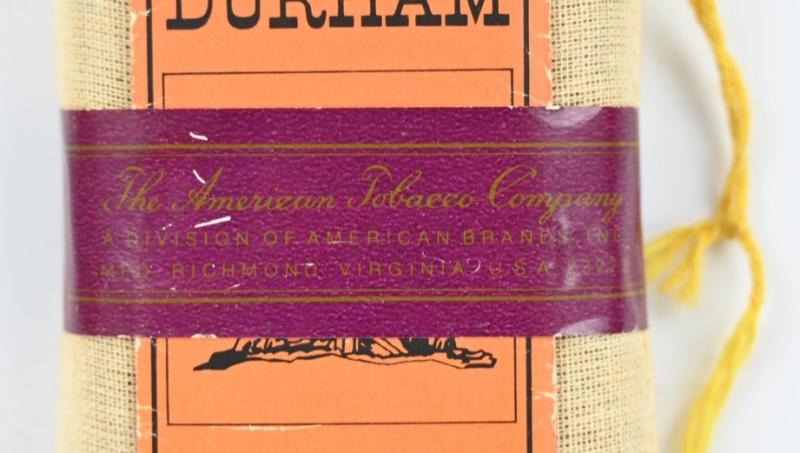 DURHAM
The American Tobacco Company
A DIVISION OF AMERICAN BRANDS, INC
MFD RICHMOND, VIRGINIA, U.S.A.